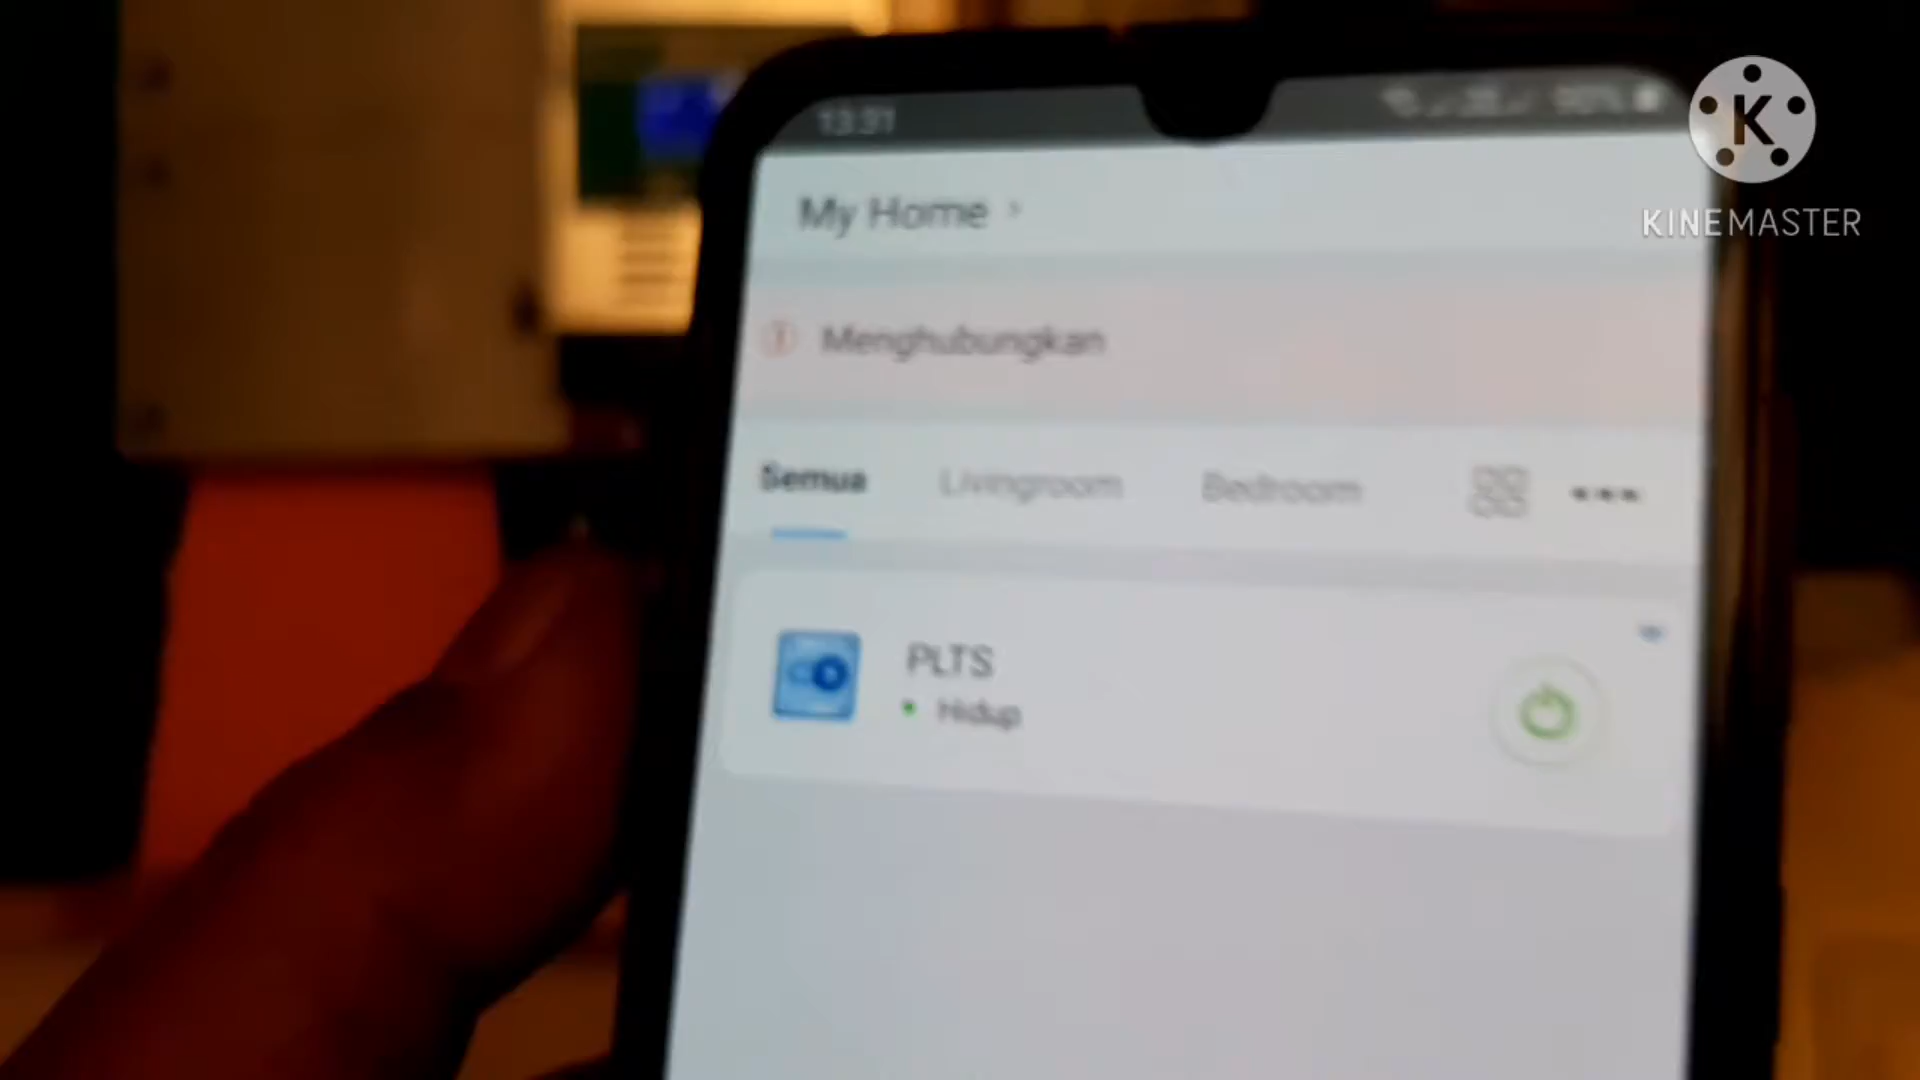 13:31
My Home
Menghubungkan
Semua Livingroom Bedroom
PLTS
Hidup
K
KINEMASTER